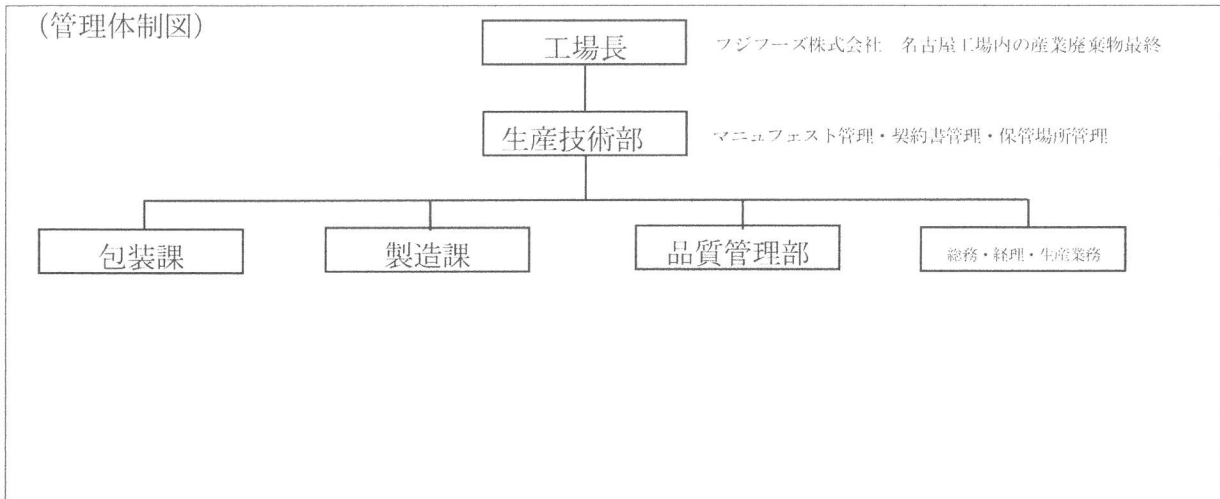 (管理体制図)
工場長
フジフーズ株式会社　名古屋工場内の産業廃棄物最終
生産技術部
マニュフェスト管理・契約書管理・保管場所管理
包装課
製造課
品質管理部
総務・経理・生産業務